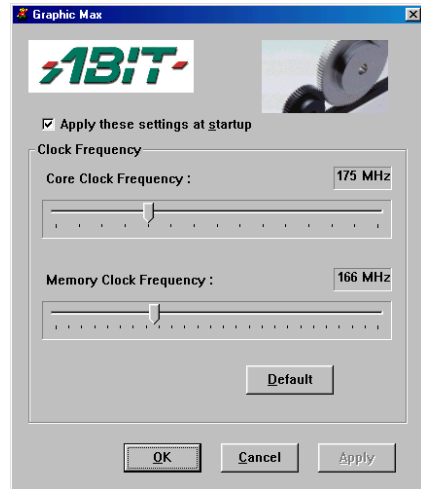 Graphic Max
ABIT
Apply these settings at startup
Clock Frequency
Core Clock Frequency :
175 MHz
Memory Clock Frequency :
166 MHz
Default
OK
Cancel
Apply